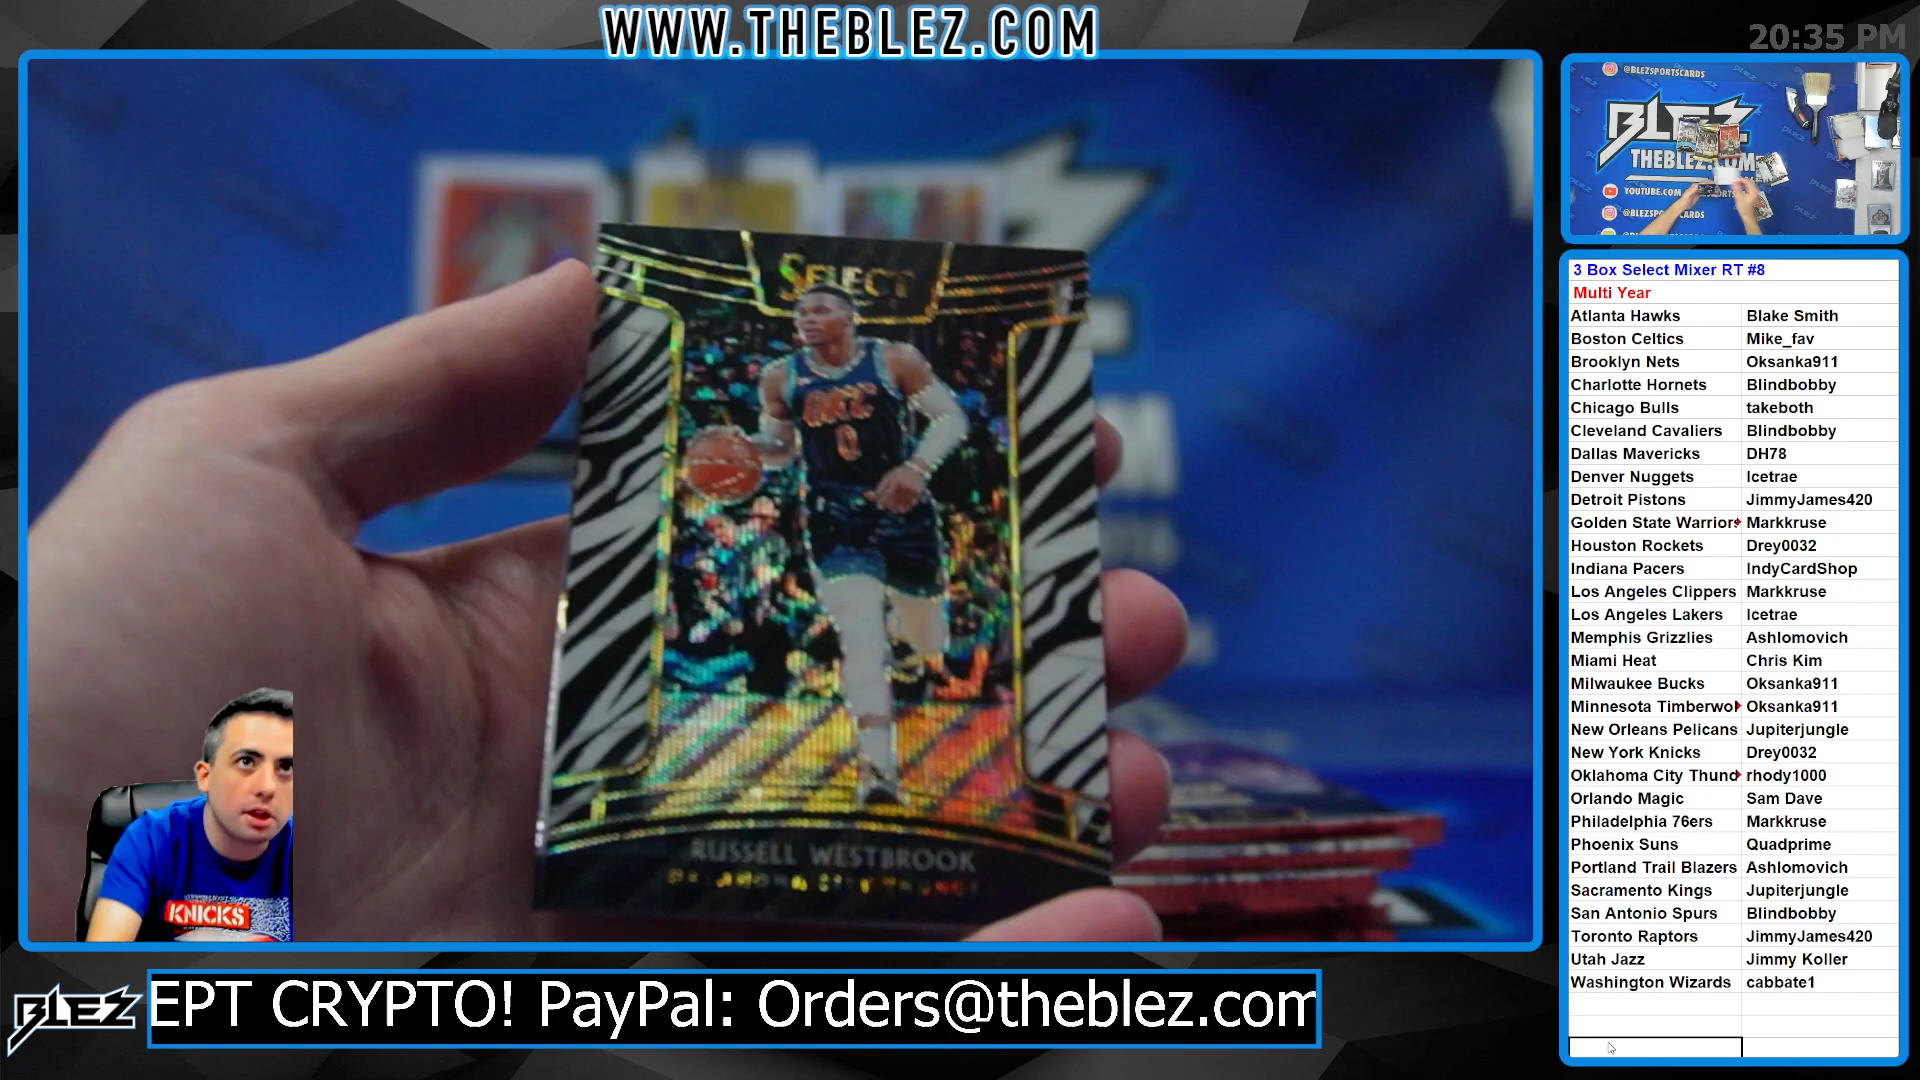 WWW.THEBLEZ.COM
20:35 PM
@BLEZSPORTSCARDS
BLEZ
THEBLEZ.COM
YOUTUBE.COM
SELECT
OKC
0
RUSSELL WESTBROOK
KNICKS
BLEZ
EPT CRYPTO! PayPal: Orders@theblez.com
3 Box Select Mixer RT #8
Multi Year
Atlanta Hawks Blake Smith
Boston Celtics Mike_fav
Brooklyn Nets Oksanka911
Charlotte Hornets Blindbobby
Chicago Bulls takeboth
Cleveland Cavaliers Blindbobby
Dallas Mavericks DH78
Denver Nuggets Icetrae
Detroit Pistons JimmyJames420
Golden State Warriors Markkruse
Houston Rockets Drey0032
Indiana Pacers IndyCardShop
Los Angeles Clippers Markkruse
Los Angeles Lakers Icetrae
Memphis Grizzlies Ashlomovich
Miami Heat Chris Kim
Milwaukee Bucks Oksanka911
Minnesota Timberwol Oksanka911
New Orleans Pelicans Jupiterjungle
New York Knicks Drey0032
Oklahoma City Thund rhody1000
Orlando Magic Sam Dave
Philadelphia 76ers Markkruse
Phoenix Suns Quadprime
Portland Trail Blazers Ashlomovich
Sacramento Kings Jupiterjungle
San Antonio Spurs Blindbobby
Toronto Raptors JimmyJames420
Utah Jazz Jimmy Koller
Washington Wizards cabbate1